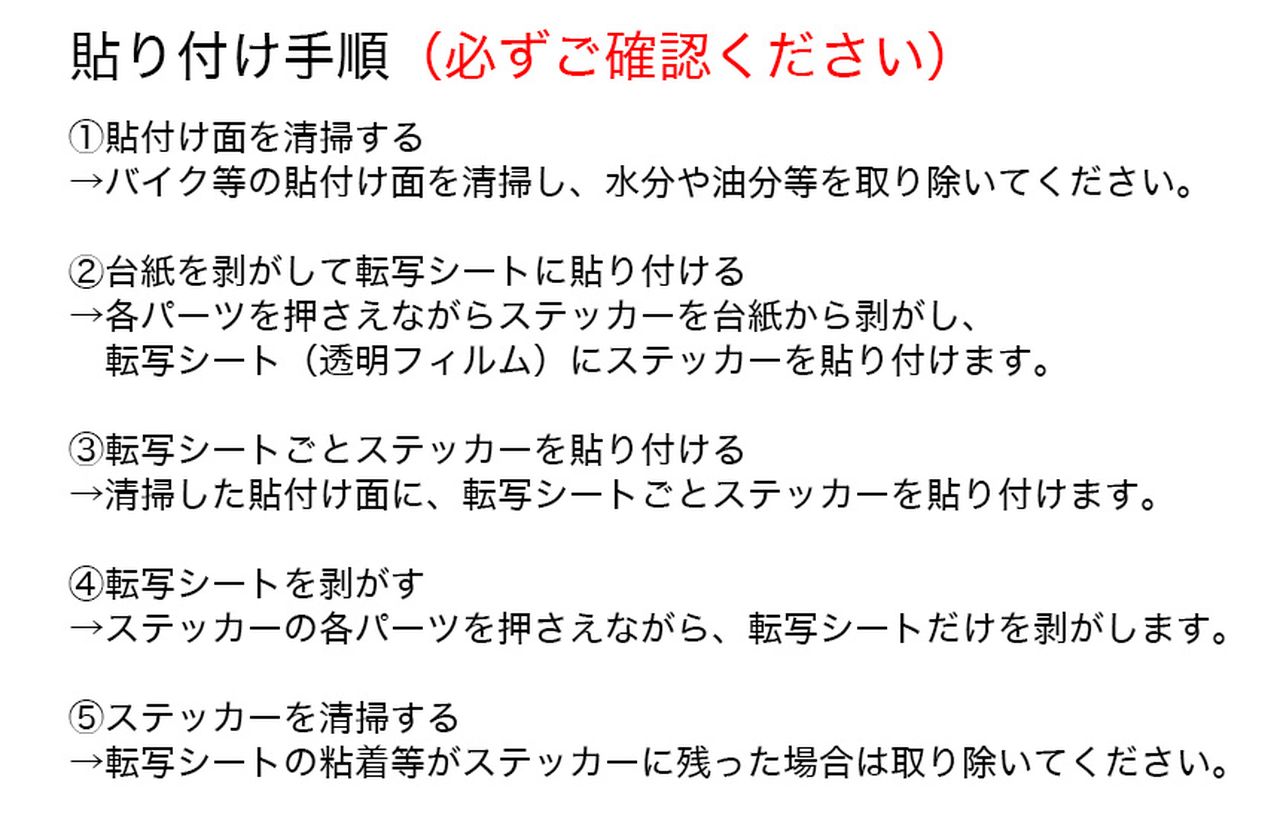 貼り付け手順（必ずご確認ください）
①貼付け面を清掃する
→バイク等の貼付け面を清掃し、水分や油分等を取り除いてください。
②台紙を剥がして転写シートに貼り付ける
→各パーツを押さえながらステッカーを台紙から剥がし、
転写シート（透明フィルム）にステッカーを貼り付けます。
③転写シートごとステッカーを貼り付ける
→清掃した貼付け面に、転写シートごとステッカーを貼り付けます。
④転写シートを剥がす
→ステッカーの各パーツを押さえながら、転写シートだけを剥がします。
⑤ステッカーを清掃する
→転写シートの粘着等がステッカーに残った場合は取り除いてください。